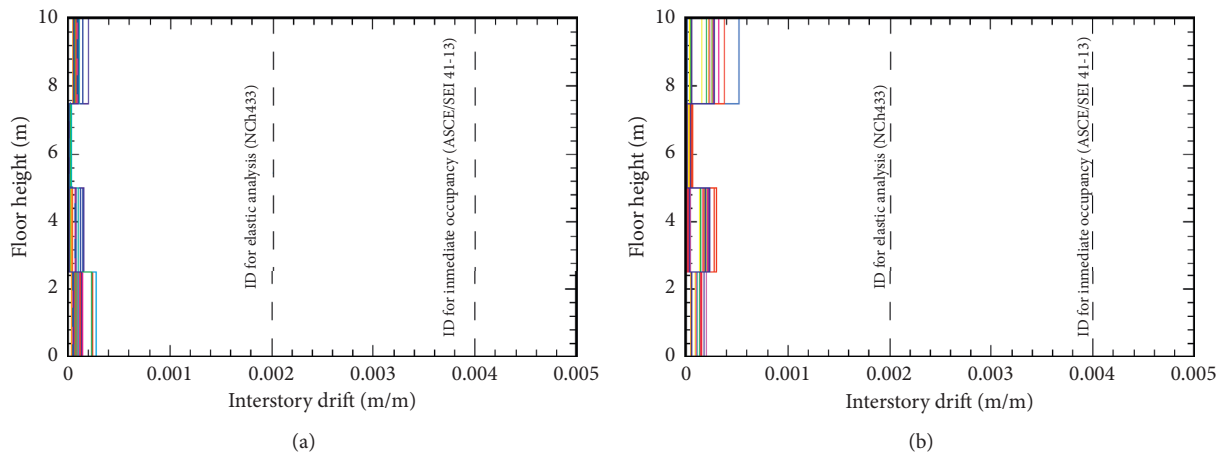 10
8
6
4
2
0
Floor height (m)
ID for elastic analysis (NCh433)
ID for inmediate occupancy (ASCE/SEI 41-13)
0 0.001 0.002 0.003 0.004 0.005
Interstory drift (m/m)
(a)
10
8
6
4
2
0
Floor height (m)
ID for elastic analysis (NCh433)
ID for inmediate occupancy (ASCE/SEI 41-13)
0 0.001 0.002 0.003 0.004 0.005
Interstory drift (m/m)
(b)